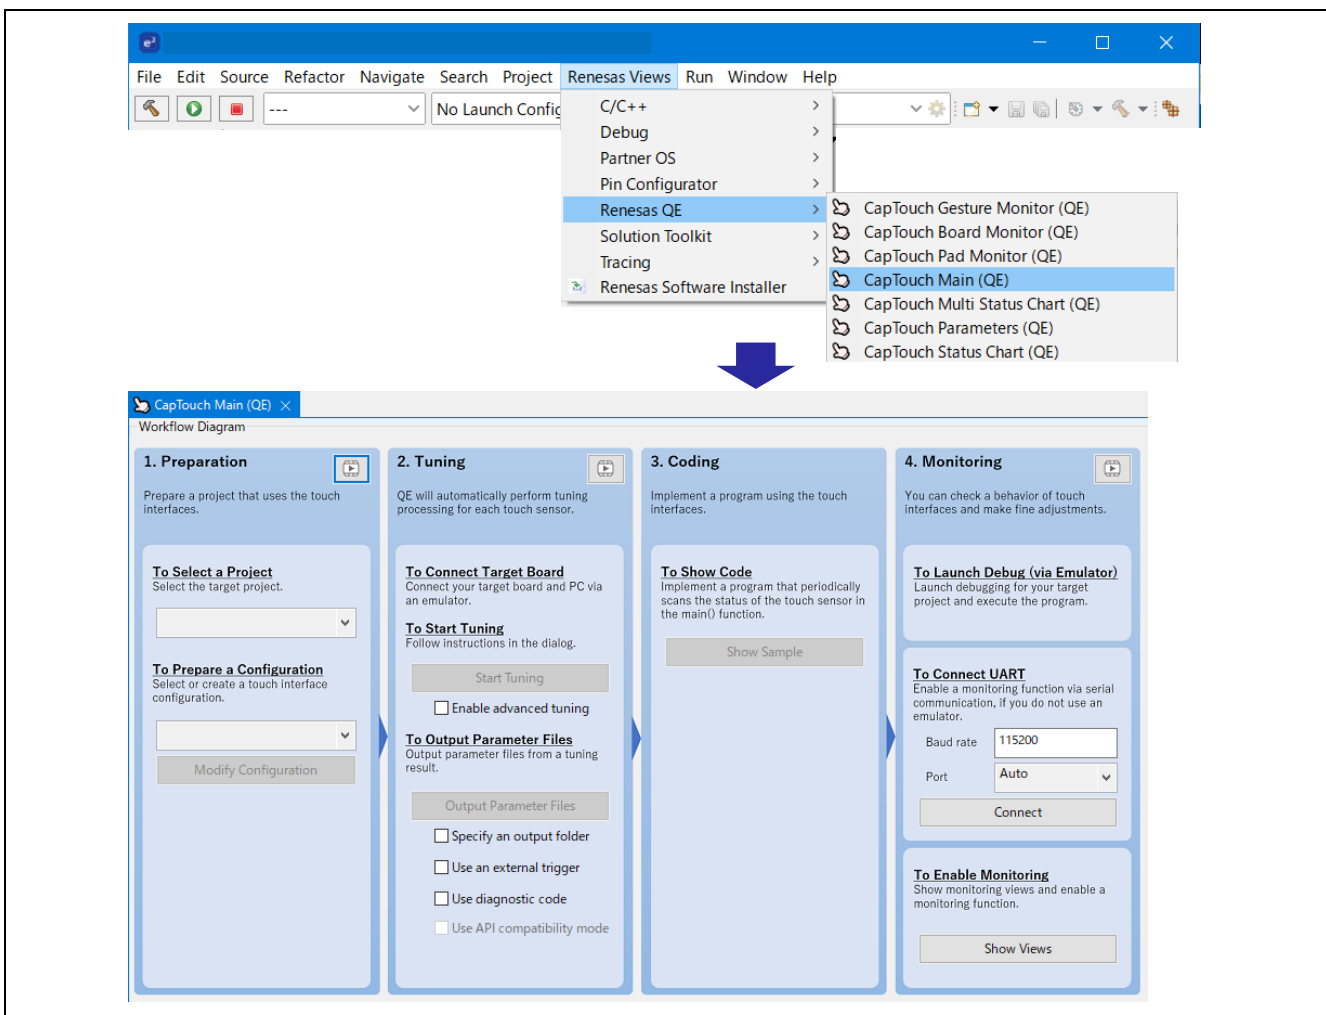 e²
File Edit Source Refactor Navigate Search Project Renesas Views Run Window Help
---
No Launch Config
C/C++
Debug
Partner OS
Pin Configurator
Renesas QE
Solution Toolkit
Tracing
Renesas Software Installer
CapTouch Gesture Monitor (QE)
CapTouch Board Monitor (QE)
CapTouch Pad Monitor (QE)
CapTouch Main (QE)
CapTouch Multi Status Chart (QE)
CapTouch Parameters (QE)
CapTouch Status Chart (QE)
CapTouch Main (QE)
Workflow Diagram
1. Preparation
Prepare a project that uses the touch
interfaces.
To Select a Project
Select the target project.
To Prepare a Configuration
Select or create a touch interface
configuration.
Modify Configuration
2. Tuning
QE will automatically perform tuning
processing for each touch sensor.
To Connect Target Board
Connect your target board and PC via
an emulator.
To Start Tuning
Follow instructions in the dialog.
Start Tuning
Enable advanced tuning
To Output Parameter Files
Output parameter files from a tuning
result.
Output Parameter Files
Specify an output folder
Use an external trigger
Use diagnostic code
Use API compatibility mode
3. Coding
Implement a program using the touch
interfaces.
To Show Code
Implement a program that periodically
scans the status of the touch sensor in
the main() function.
Show Sample
4. Monitoring
You can check a behavior of touch
interfaces and make fine adjustments.
To Launch Debug (via Emulator)
Launch debugging for your target
project and execute the program.
To Connect UART
Enable a monitoring function via serial
communication, if you do not use an
emulator.
Baud rate 115200
Port Auto
Connect
To Enable Monitoring
Show monitoring views and enable a
monitoring function.
Show Views